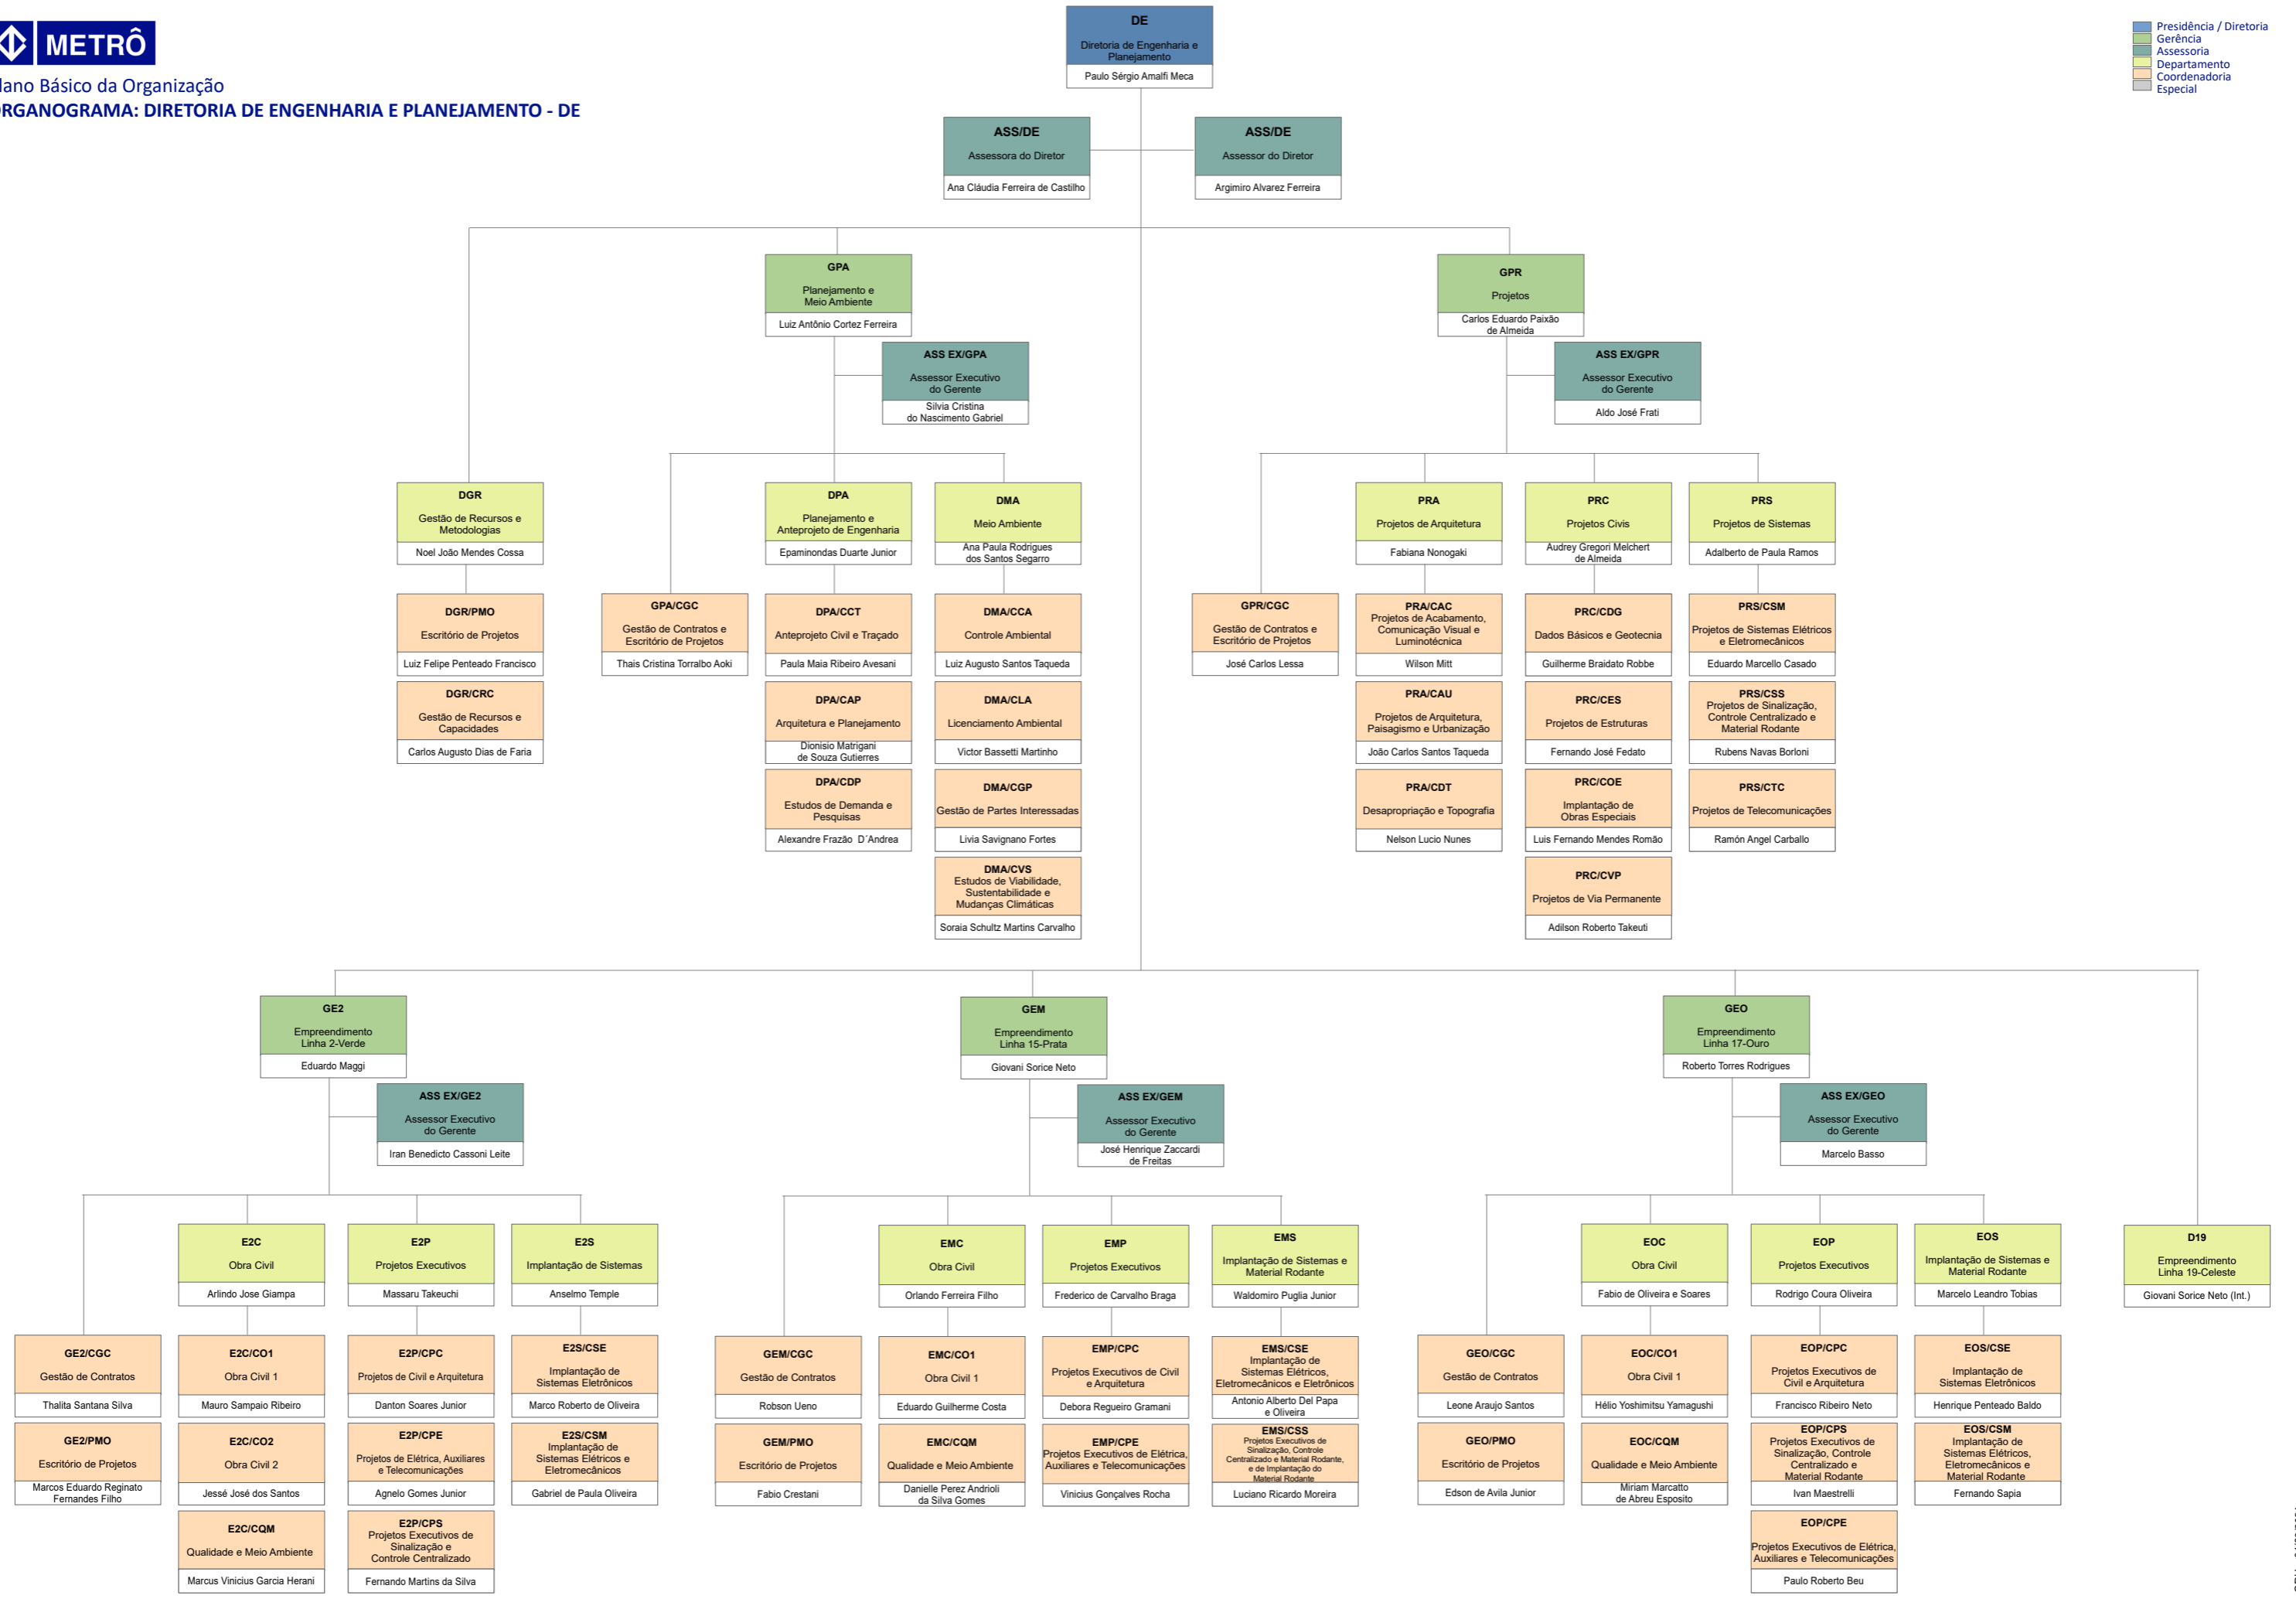 METRÔ
lano Básico da Organização
RGANOGRAMA: DIRETORIA DE ENGENHARIA E PLANEJAMENTO - DE
Presidência / Diretoria
Gerência
Assessoria
Departamento
Coordenadoria
Especial
DE
Diretoria de Engenharia e
Planejamento
Paulo Sérgio Amalfi Meca
ASS/DE
Assessora do Diretor
Ana Cláudia Ferreira de Castilho
ASS/DE
Assessor do Diretor
Argimiro Alvarez Ferreira
GPA
Planejamento e
Meio Ambiente
Luiz Antônio Cortez Ferreira
ASS EX/GPA
Assessor Executivo
do Gerente
Silvia Cristina
do Nascimento Gabriel
GPR
Projetos
Carlos Eduardo Paixão
de Almeida
ASS EX/GPR
Assessor Executivo
do Gerente
Aldo José Frati
DGR
Gestão de Recursos e
Metodologias
Noel João Mendes Cossa
DGR/PMO
Escritório de Projetos
Luiz Felipe Penteado Francisco
DGR/CRC
Gestão de Recursos e
Capacidades
Carlos Augusto Dias de Faria
GPA/CGC
Gestão de Contratos e
Escritório de Projetos
Thais Cristina Torralbo Aoki
DPA
Planejamento e
Anteprojeto de Engenharia
Epaminondas Duarte Junior
DPA/CCT
Anteprojeto Civil e Traçado
Paula Maia Ribeiro Avesani
DPA/CAP
Arquitetura e Planejamento
Dionisio Matrigani
de Souza Gutierres
DPA/CDP
Estudos de Demanda e
Pesquisas
Alexandre Frazão D´Andrea
DMA
Meio Ambiente
Ana Paula Rodrigues
dos Santos Segarro
DMA/CCA
Controle Ambiental
Luiz Augusto Santos Taqueda
DMA/CLA
Licenciamento Ambiental
Victor Bassetti Martinho
DMA/CGP
Gestão de Partes Interessadas
Livia Savignano Fortes
DMA/CVS
Estudos de Viabilidade,
Sustentabilidade e
Mudanças Climáticas
Soraia Schultz Martins Carvalho
GPR/CGC
Gestão de Contratos e
Escritório de Projetos
José Carlos Lessa
PRA
Projetos de Arquitetura
Fabiana Nonogaki
PRA/CAC
Projetos de Acabamento,
Comunicação Visual e
Luminotécnica
Wilson Mitt
PRA/CAU
Projetos de Arquitetura,
Paisagismo e Urbanização
João Carlos Santos Taqueda
PRA/CDT
Desapropriação e Topografia
Nelson Lucio Nunes
PRC
Projetos Civis
Audrey Gregori Melchert
de Almeida
PRC/CDG
Dados Básicos e Geotecnia
Guilherme Braidato Robbe
PRC/CES
Projetos de Estruturas
Fernando José Fedato
PRC/COE
Implantação de
Obras Especiais
Luis Fernando Mendes Romão
PRC/CVP
Projetos de Via Permanente
Adilson Roberto Takeuti
PRS
Projetos de Sistemas
Adalberto de Paula Ramos
PRS/CSM
Projetos de Sistemas Elétricos
e Eletromecânicos
Eduardo Marcello Casado
PRS/CSS
Projetos de Sinalização,
Controle Centralizado e
Material Rodante
Rubens Navas Borloni
PRS/CTC
Projetos de Telecomunicações
Ramón Angel Carballo
GE2
Empreendimento
Linha 2-Verde
Eduardo Maggi
ASS EX/GE2
Assessor Executivo
do Gerente
Iran Benedicto Cassoni Leite
GE2/CGC
Gestão de Contratos
Thalita Santana Silva
GE2/PMO
Escritório de Projetos
Marcos Eduardo Reginato
Fernandes Filho
E2C
Obra Civil
Arlindo Jose Giampa
E2C/CO1
Obra Civil 1
Mauro Sampaio Ribeiro
E2C/CO2
Obra Civil 2
Jessé José dos Santos
E2C/CQM
Qualidade e Meio Ambiente
Marcus Vinicius Garcia Herani
E2P
Projetos Executivos
Massaru Takeuchi
E2P/CPC
Projetos de Civil e Arquitetura
Danton Soares Junior
E2P/CPE
Projetos de Elétrica, Auxiliares
e Telecomunicações
Agnelo Gomes Junior
E2P/CPS
Projetos Executivos de
Sinalização e
Controle Centralizado
Fernando Martins da Silva
E2S
Implantação de Sistemas
Anselmo Temple
E2S/CSE
Implantação de
Sistemas Eletrônicos
Marco Roberto de Oliveira
E2S/CSM
Implantação de
Sistemas Elétricos e
Eletromecânicos
Gabriel de Paula Oliveira
GEM
Empreendimento
Linha 15-Prata
Giovani Sorice Neto
ASS EX/GEM
Assessor Executivo
do Gerente
José Henrique Zaccardi
de Freitas
GEM/CGC
Gestão de Contratos
Robson Ueno
GEM/PMO
Escritório de Projetos
Fabio Crestani
EMC
Obra Civil
Orlando Ferreira Filho
EMC/CO1
Obra Civil 1
Eduardo Guilherme Costa
EMC/CQM
Qualidade e Meio Ambiente
Danielle Perez Andrioli
da Silva Gomes
EMP
Projetos Executivos
Frederico de Carvalho Braga
EMP/CPC
Projetos Executivos de Civil
e Arquitetura
Debora Regueiro Gramani
EMP/CPE
Projetos Executivos de Elétrica,
Auxiliares e Telecomunicações
Vinicius Gonçalves Rocha
EMS
Implantação de Sistemas e
Material Rodante
Waldomiro Puglia Junior
EMS/CSE
Implantação de
Sistemas Elétricos,
Eletromecânicos e Eletrônicos
Antonio Alberto Del Papa
e Oliveira
EMS/CSS
Projetos Executivos de
Sinalização, Controle
Centralizado e Material Rodante,
e de Implantação do
Material Rodante
Luciano Ricardo Moreira
GEO
Empreendimento
Linha 17-Ouro
Roberto Torres Rodrigues
ASS EX/GEO
Assessor Executivo
do Gerente
Marcelo Basso
GEO/CGC
Gestão de Contratos
Leone Araujo Santos
GEO/PMO
Escritório de Projetos
Edson de Avila Junior
EOC
Obra Civil
Fabio de Oliveira e Soares
EOC/CO1
Obra Civil 1
Hélio Yoshimitsu Yamagushi
EOC/CQM
Qualidade e Meio Ambiente
Miriam Marcatto
de Abreu Esposito
EOP
Projetos Executivos
Rodrigo Coura Oliveira
EOP/CPC
Projetos Executivos de
Civil e Arquitetura
Francisco Ribeiro Neto
EOP/CPS
Projetos Executivos de
Sinalização, Controle
Centralizado e
Material Rodante
Ivan Maestrelli
EOP/CPE
Projetos Executivos de Elétrica,
Auxiliares e Telecomunicações
Paulo Roberto Beu
EOS
Implantação de Sistemas e
Material Rodante
Marcelo Leandro Tobias
EOS/CSE
Implantação de
Sistemas Eletrônicos
Henrique Penteado Baldo
EOS/CSM
Implantação de
Sistemas Elétricos,
Eletromecânicos e
Material Rodante
Fernando Sapia
D19
Empreendimento
Linha 19-Celeste
Giovani Sorice Neto (Int.)